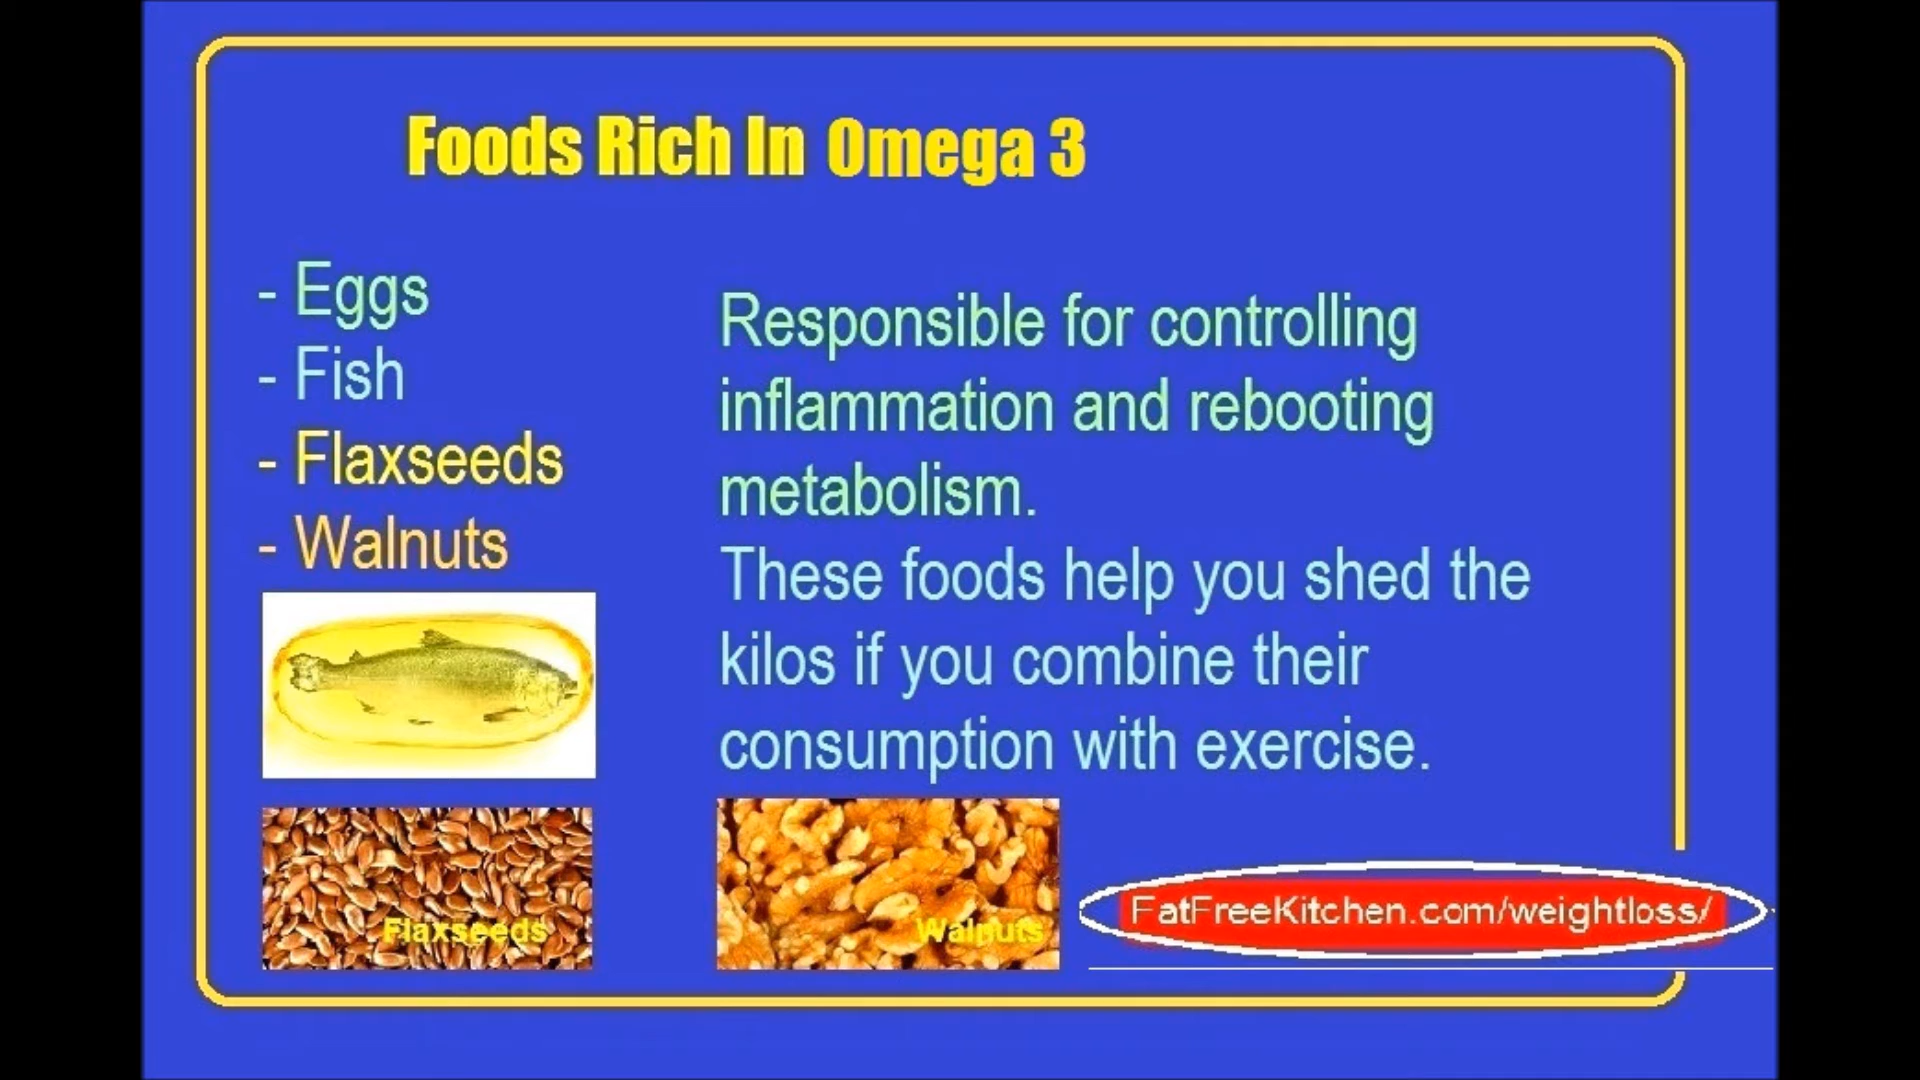 Foods Rich In Omega 3
- Eggs
- Fish
- Flaxseeds
- Walnuts
Responsible for controlling
inflammation and rebooting
metabolism.
These foods help you shed the
kilos if you combine their
consumption with exercise.
Flaxseeds
Walnuts
FatFreeKitchen.com/weightloss/